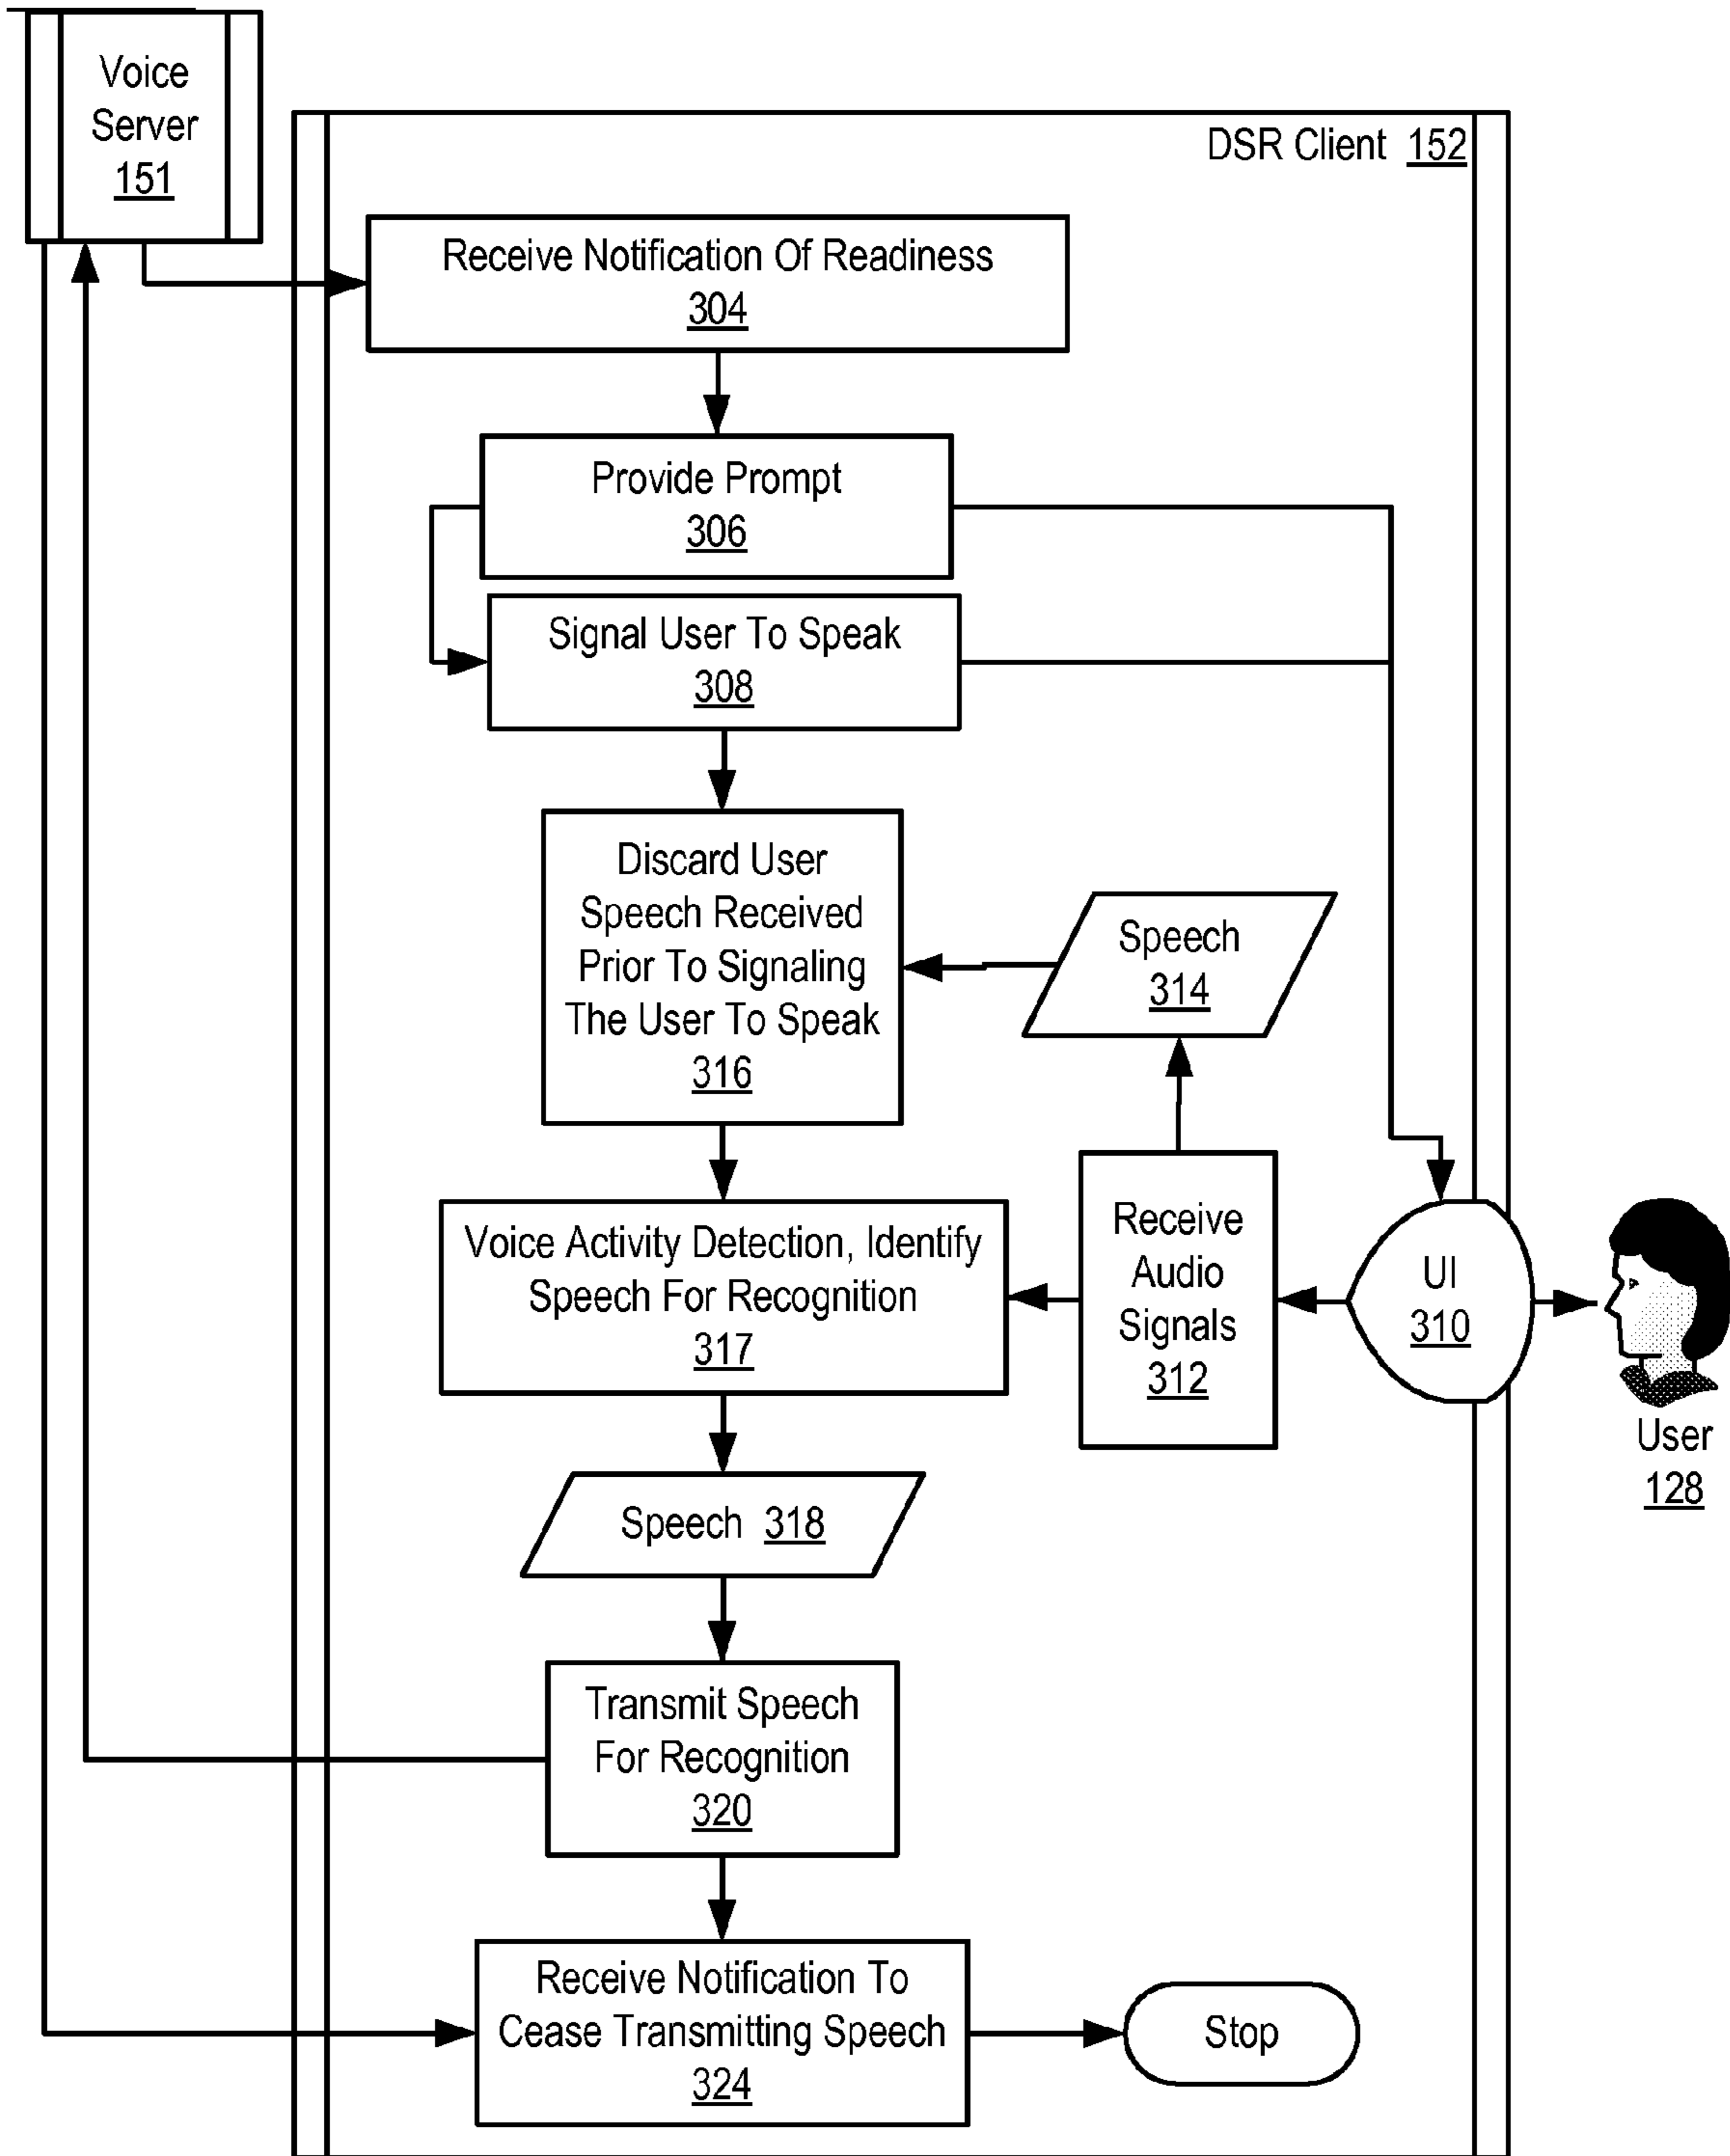 Voice
Server
151
DSR Client 152
Receive Notification Of Readiness
304
Provide Prompt
306
Signal User To Speak
308
Discard User
Speech Received
Prior To Signaling
The User To Speak
316
Speech
314
Voice Activity Detection, Identify
Speech For Recognition
317
Receive
Audio
Signals
312
UI
310
User
128
Speech 318
Transmit Speech
For Recognition
320
Receive Notification To
Cease Transmitting Speech
324
Stop